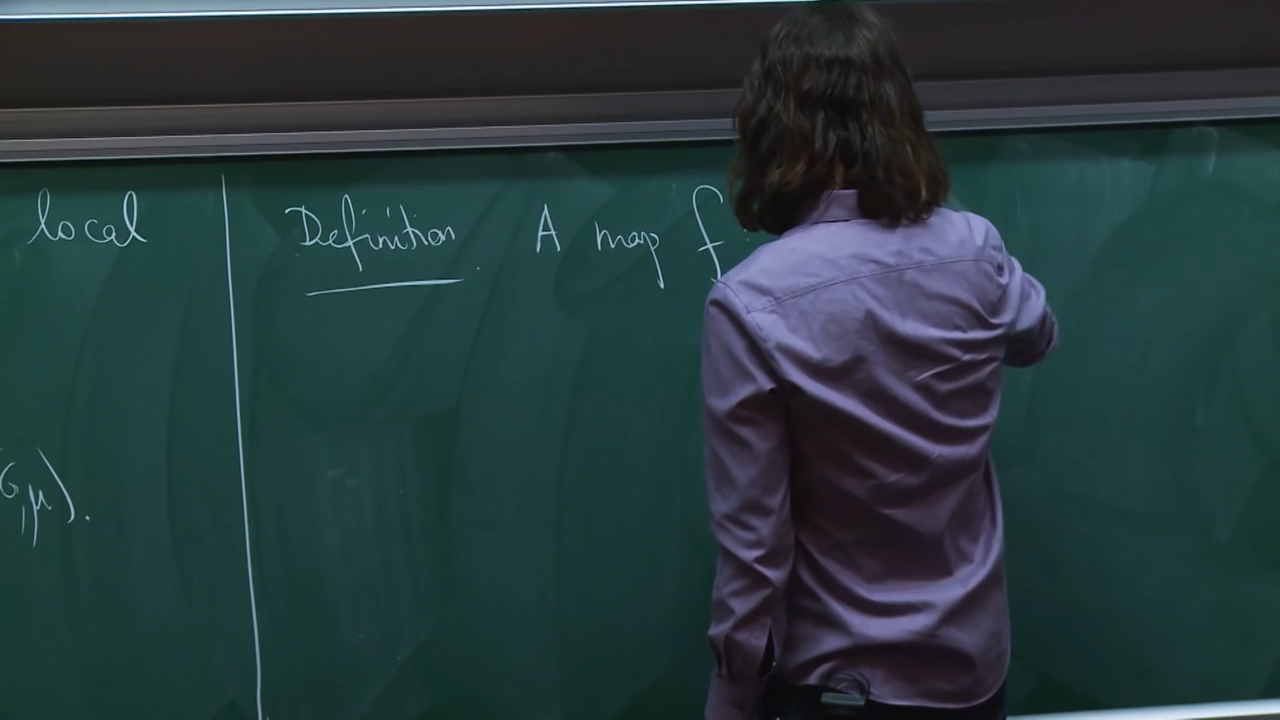 local
G,μ).
Definition. A map f: